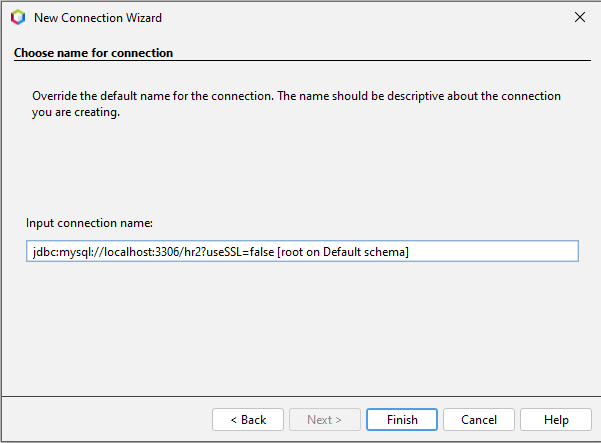 New Connection Wizard
Choose name for connection
Override the default name for the connection. The name should be descriptive about the connection
you are creating.
Input connection name:
jdbc:mysql://localhost:3306/hr2?useSSL=false [root on Default schema]
< Back
Next >
Finish
Cancel
Help